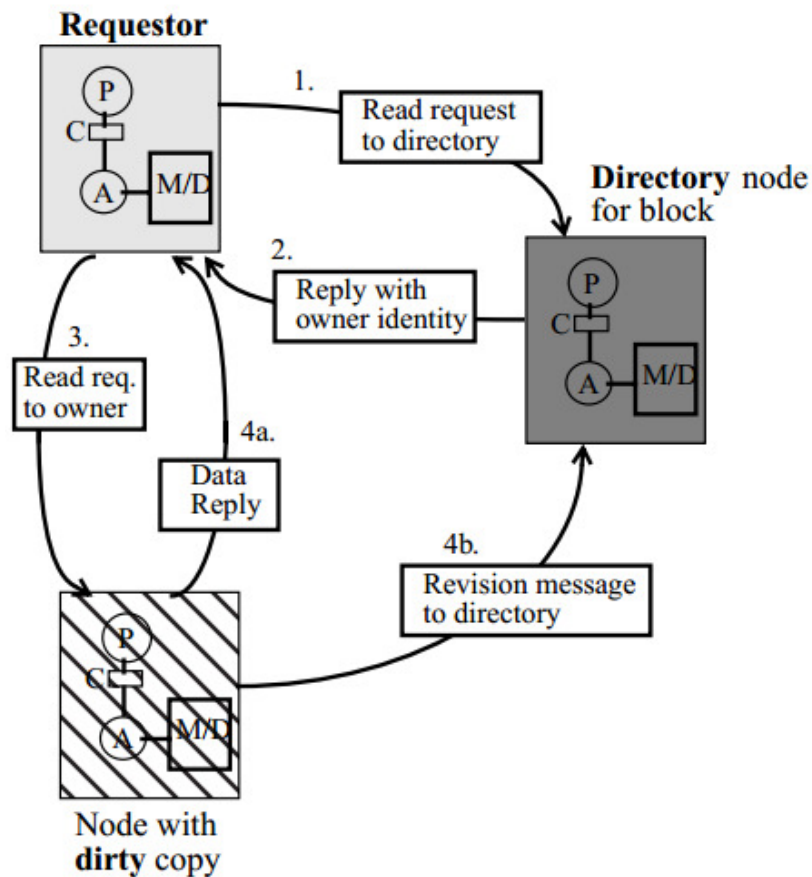 Requestor
P
C
A
M/D
1.
Read request
to directory
Directory node
for block
P
C
A
M/D
2.
Reply with
owner identity
3.
Read req.
to owner
4a.
Data
Reply
4b.
Revision message
to directory
P
C
A
M/D
Node with
dirty copy